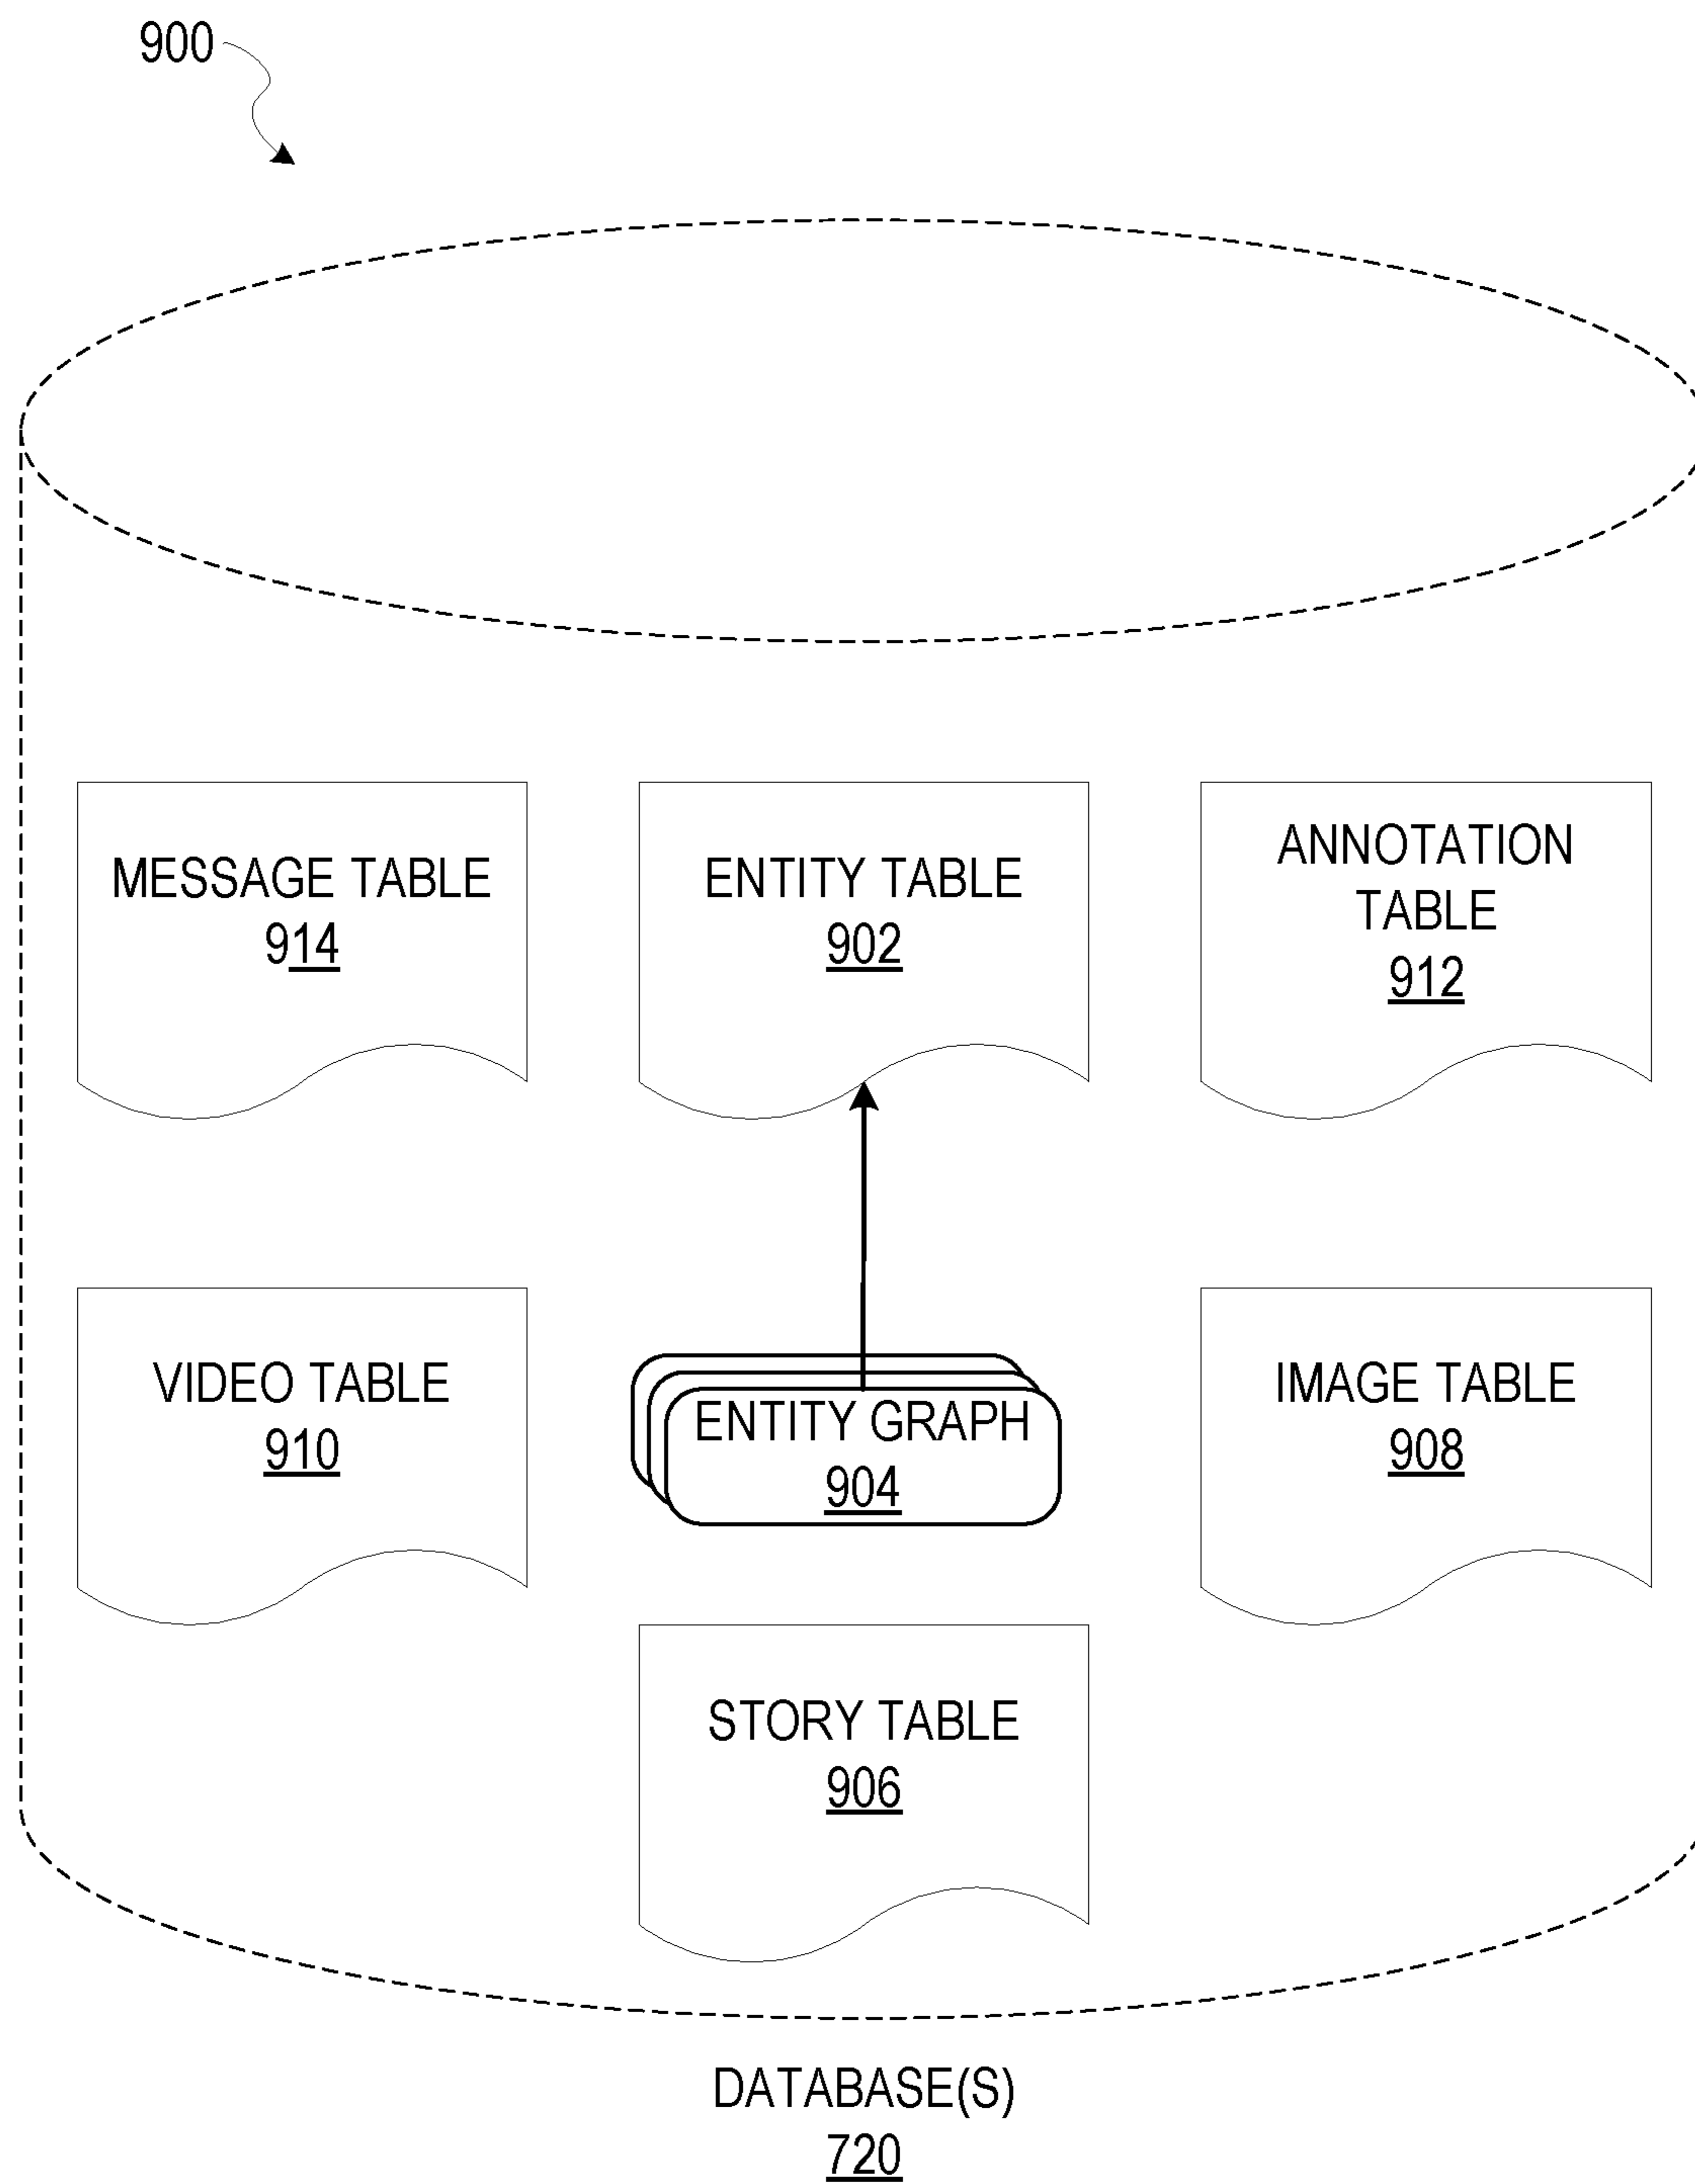 900
MESSAGE TABLE
914
ENTITY TABLE
902
ANNOTATION
TABLE
912
VIDEO TABLE
910
ENTITY GRAPH
904
IMAGE TABLE
908
STORY TABLE
906
DATABASE(S)
720